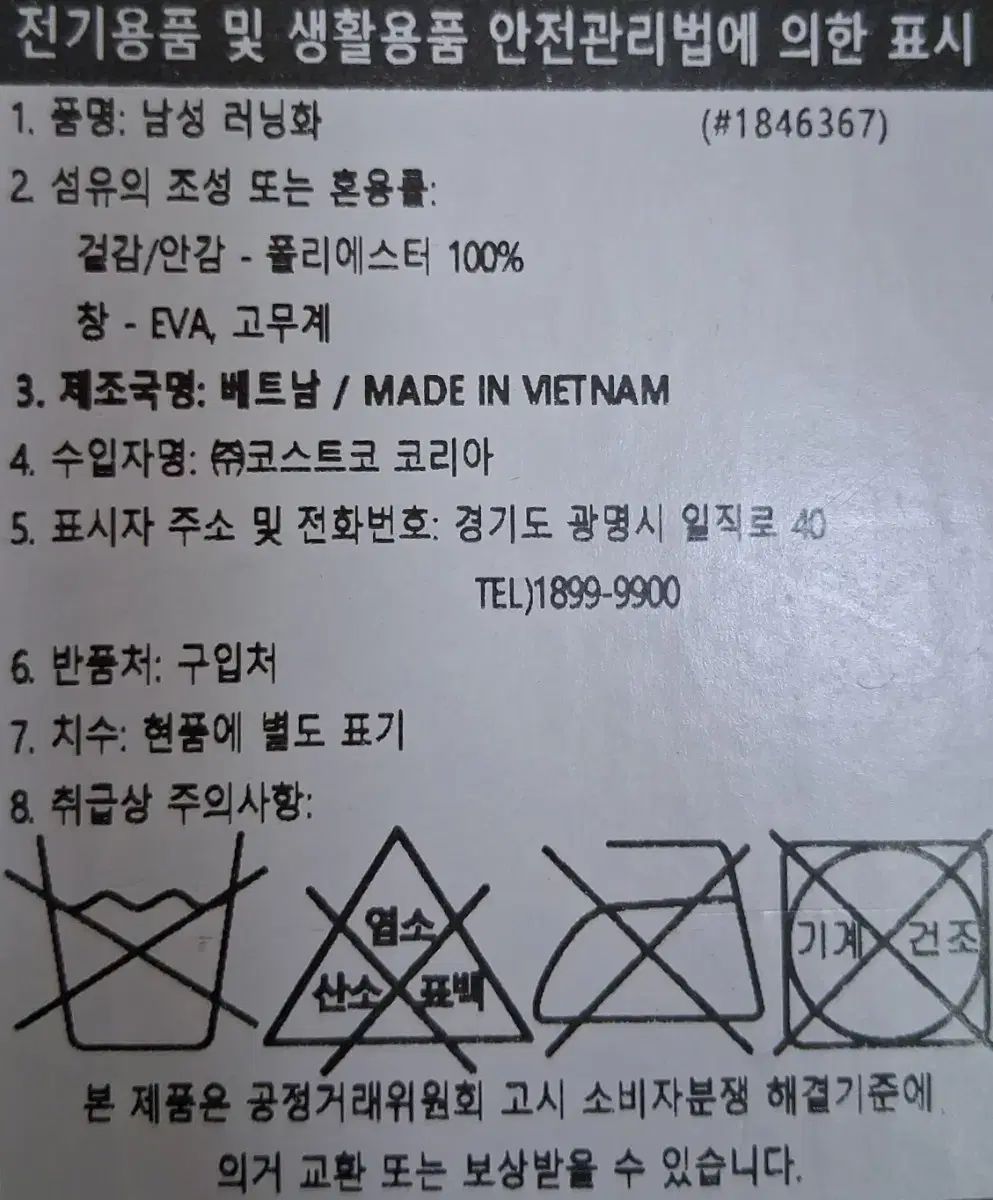 전기용품 및 생활용품 안전관리법에 의한 표시
1. 품명: 남성 러닝화 (#1846367)
2. 섬유의 조성 또는 혼용률:
겉감/안감 - 폴리에스터 100%
창 - EVA, 고무계
3. 제조국명: 베트남 / MADE IN VIETNAM
4. 수입자명: ㈜코스트코 코리아
5. 표시자 주소 및 전화번호: 경기도 광명시 일직로 40
TEL)1899-9900
6. 반품처: 구입처
7. 치수: 현품에 별도 표기
8. 취급상 주의사항:
염소
산소 표백
기계 건조
본 제품은 공정거래위원회 고시 소비자분쟁 해결기준에
의거 교환 또는 보상받을 수 있습니다.